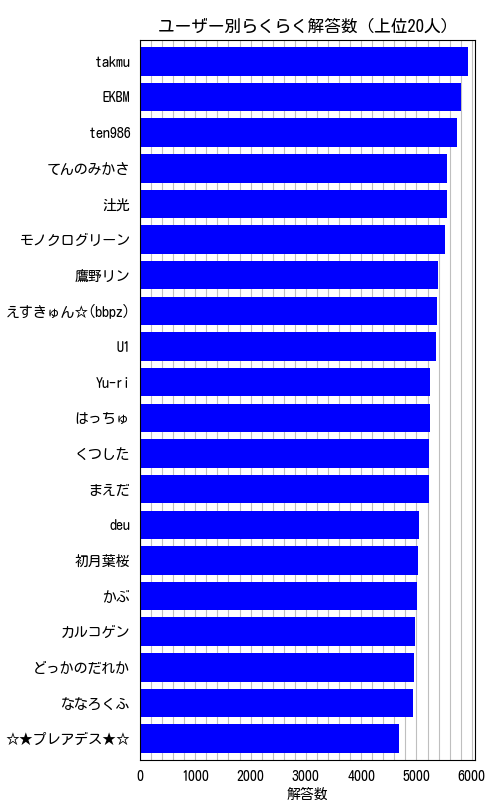 ユーザー別らくらく解答数（上位20人）
takmu
EKBM
ten986
てんのみかさ
汢光
モノクログリーン
鷹野リン
えすきゅん☆(bbpz)
U1
Yu-ri
はっちゅ
くつした
まえだ
deu
初月葉桜
かぶ
カルコゲン
どっかのだれか
ななろくふ
☆★プレアデス★☆
0 1000 2000 3000 4000 5000 6000
解答数